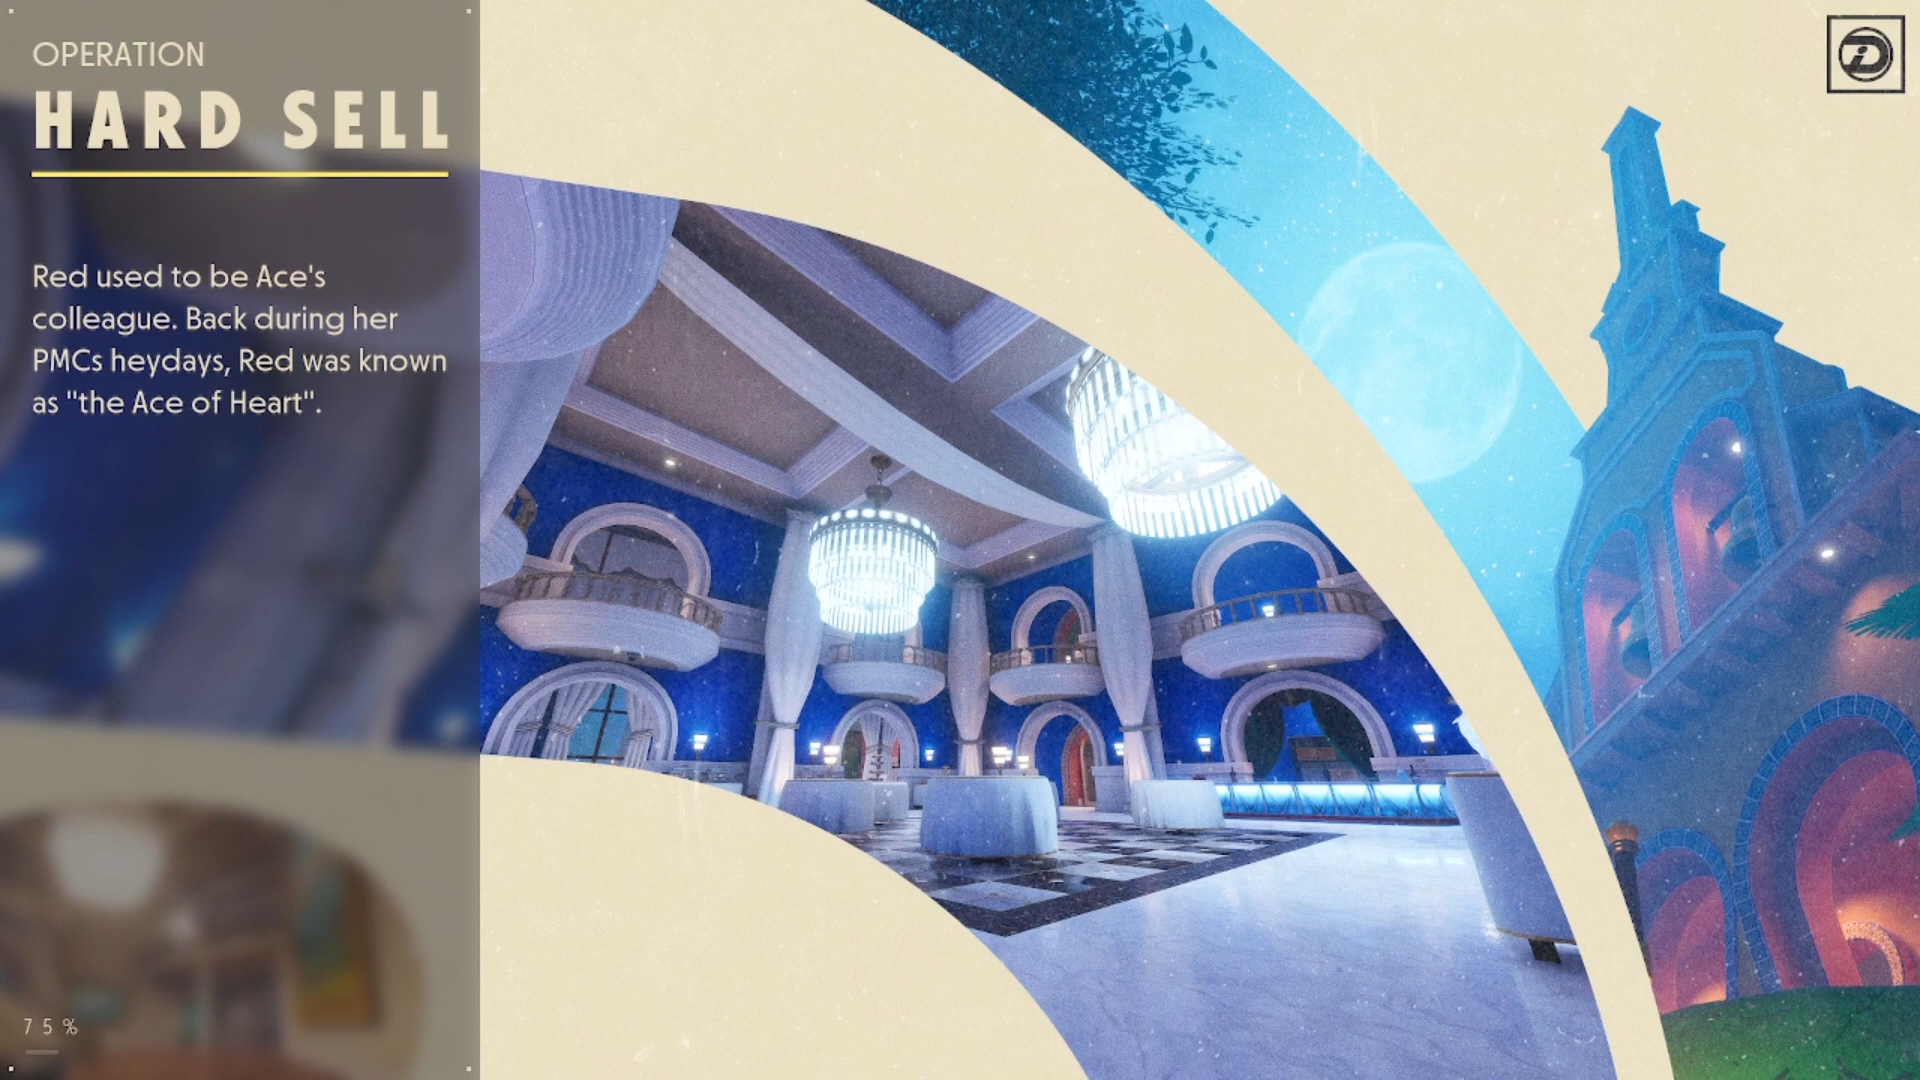 OPERATION
HARD SELL
Red used to be Ace's
colleague. Back during her
PMCs heydays, Red was known
as "the Ace of Heart".
75%